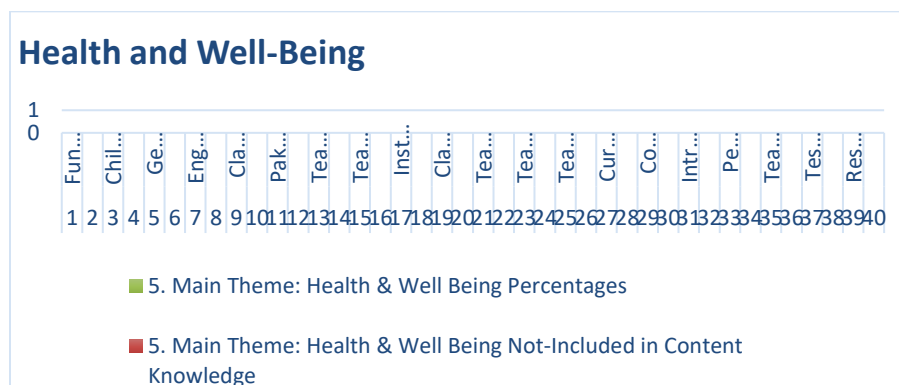 Health and Well-Being
1
0
Fun... Chil... Ge... Eng... Cla... Pak... Tea... Tea... Inst... Cla... Tea... Tea... Tea... Cur... Co... Intr... Pe... Tea... Tes... Res...
1 2 3 4 5 6 7 8 9 10 11 12 13 14 15 16 17 18 19 20 21 22 23 24 25 26 27 28 29 30 31 32 33 34 35 36 37 38 39 40
5. Main Theme: Health & Well Being Percentages
5. Main Theme: Health & Well Being Not-Included in Content
Knowledge